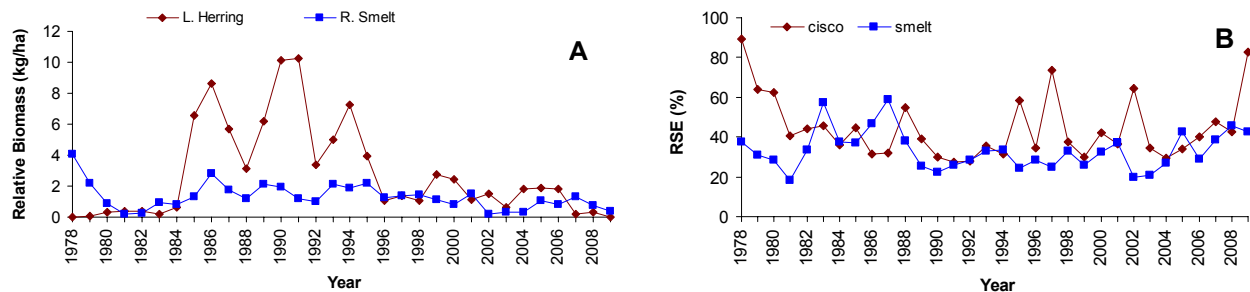 L. Herring R. Smelt
A
Relative Biomass (kg/ha)
12
10
8
6
4
2
0
1978 1980 1982 1984 1986 1988 1990 1992 1994 1996 1998 2000 2002 2004 2006 2008
Year
cisco smelt
B
RSE (%)
100
80
60
40
20
0
1978 1980 1982 1984 1986 1988 1990 1992 1994 1996 1998 2000 2002 2004 2006 2008
Year